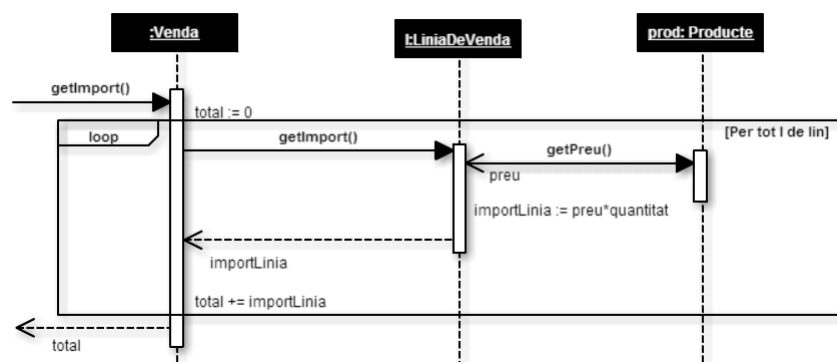 :Venda
l:LiniaDeVenda
prod: Producte
getImport()
total := 0
loop
[Per tot l de lin]
getImport()
getPreu()
preu
importLinia := preu*quantitat
importLinia
total += importLinia
total